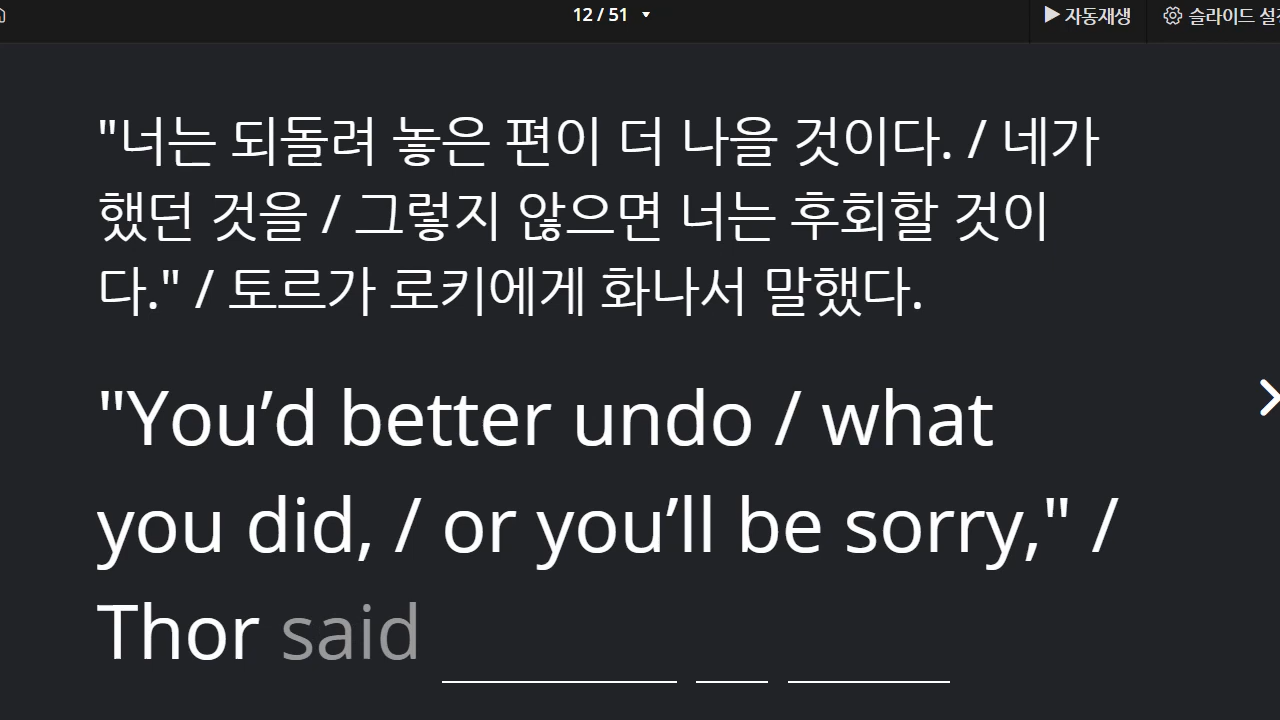 12 / 51
자동재생
슬라이드
"너는 되돌려 놓은 편이 더 나을 것이다. / 네가
했던 것을 / 그렇지 않으면 너는 후회할 것이
다." / 토르가 로키에게 화나서 말했다.
"You’d better undo / what
you did, / or you’ll be sorry," /
Thor said